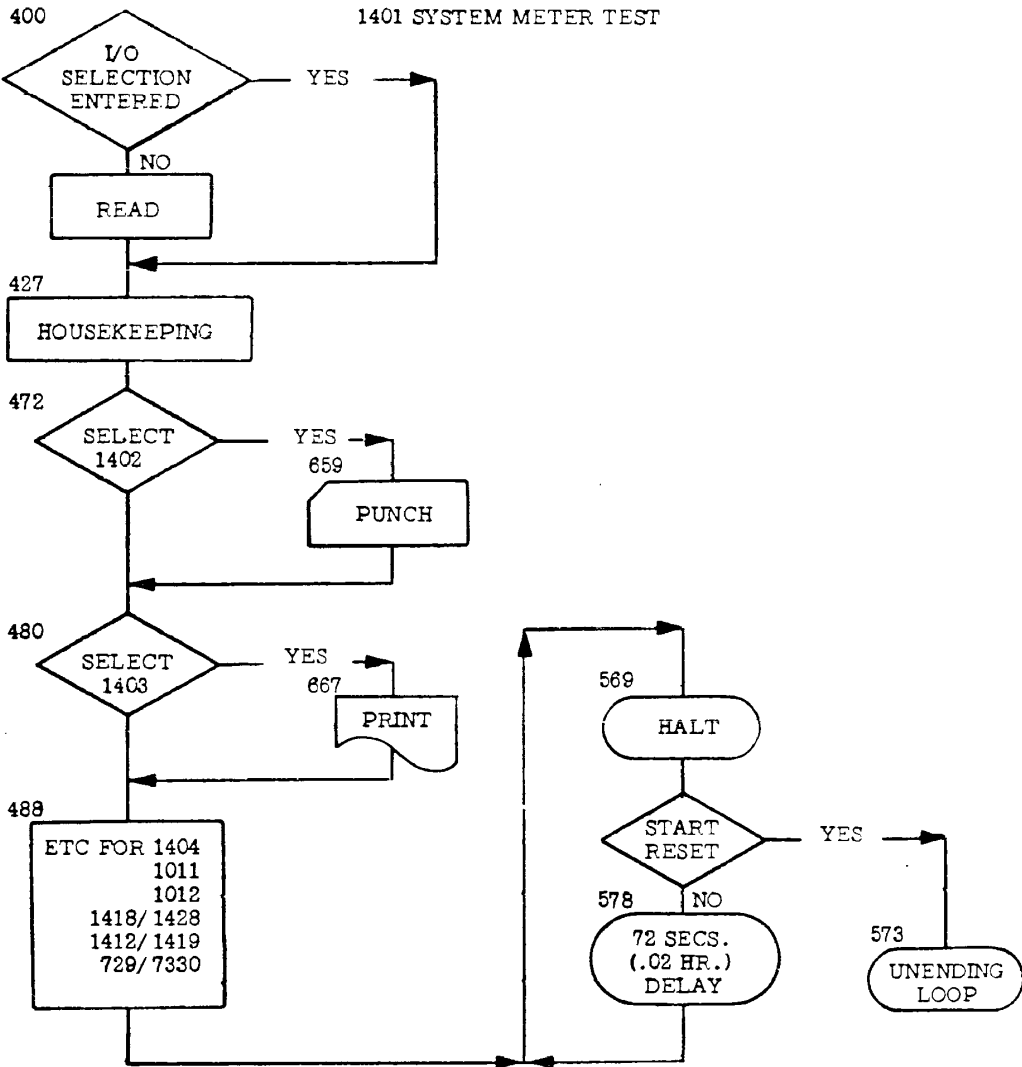 400
1401 SYSTEM METER TEST
I/O
SELECTION
ENTERED
YES
NO
READ
427
HOUSEKEEPING
472
SELECT
1402
YES
659
PUNCH
480
SELECT
1403
YES
667
PRINT
488
ETC FOR 1404
1011
1012
1418/1428
1412/1419
729/7330
569
HALT
START
RESET
YES
NO
578
72 SECS.
(.02 HR.)
DELAY
573
UNENDING
LOOP